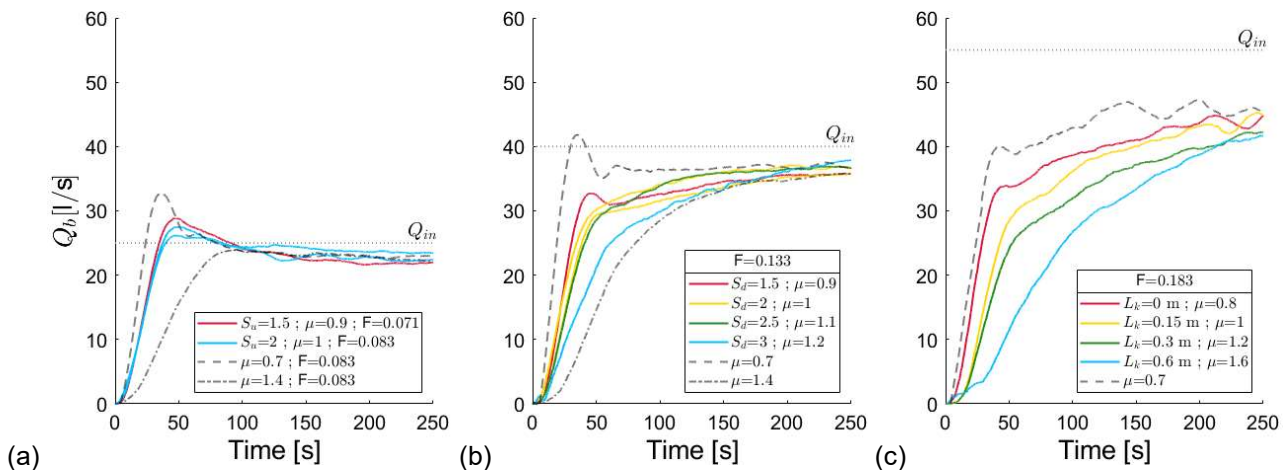 (a)
Q_b [l/s]
60
50
40
30
20
10
0
Q_in
S_u=1.5 ; μ=0.9 ; F=0.071
S_u=2 ; μ=1 ; F=0.083
μ=0.7 ; F=0.083
μ=1.4 ; F=0.083
0 50 100 150 200 250
Time [s]
(b)
60
50
40
30
20
10
0
Q_in
F=0.133
S_d=1.5 ; μ=0.9
S_d=2 ; μ=1
S_d=2.5 ; μ=1.1
S_d=3 ; μ=1.2
μ=0.7
μ=1.4
0 50 100 150 200 250
Time [s]
(c)
60
50
40
30
20
10
0
Q_in
F=0.183
L_k=0 m ; μ=0.8
L_k=0.15 m ; μ=1
L_k=0.3 m ; μ=1.2
L_k=0.6 m ; μ=1.6
μ=0.7
0 50 100 150 200 250
Time [s]